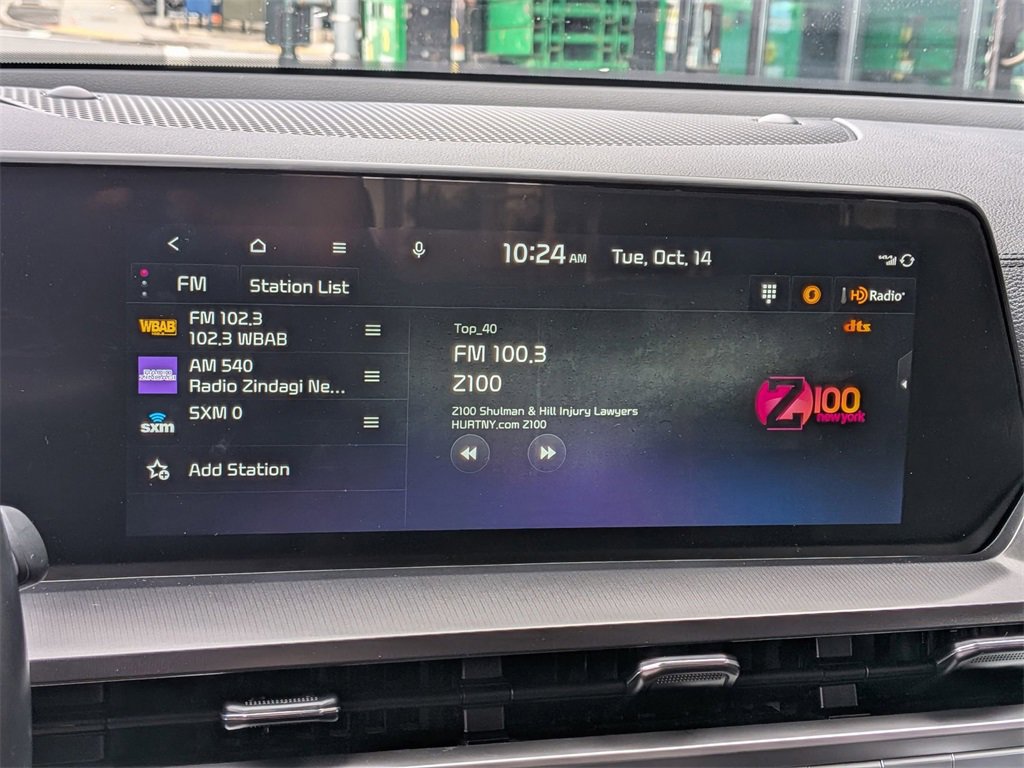 10:24 AM Tue, Oct, 14
FM Station List
HD Radio
dts
WBAB FM 102.3
102.3 WBAB
RADIO ZINDAGI AM 540
Radio Zindagi Ne...
sxm SXM 0
Add Station
Top_40
FM 100.3
Z100
Z100 Shulman & Hill Injury Lawyers
HURTNY.com Z100
Z100
new york